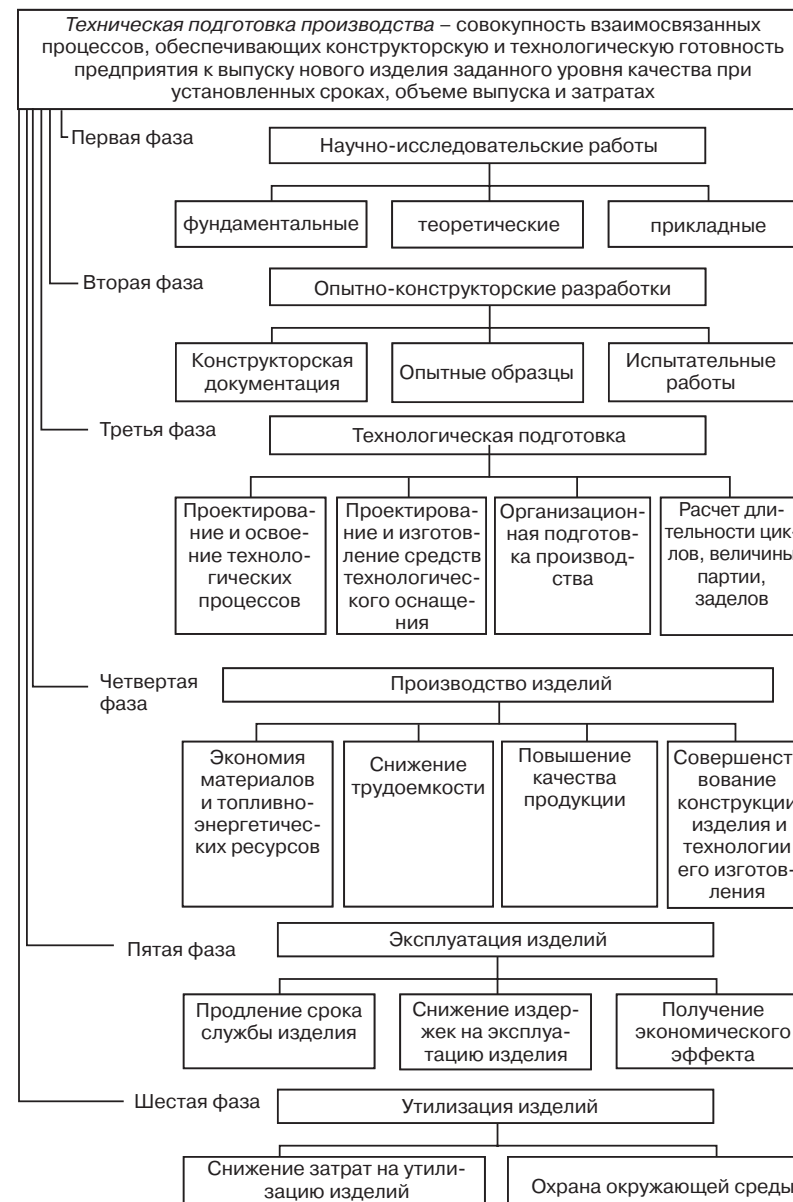 Техническая подготовка производства – совокупность взаимосвязанных
процессов, обеспечивающих конструкторскую и технологическую готовность
предприятия к выпуску нового изделия заданного уровня качества при
установленных сроках, объеме выпуска и затратах
Первая фаза
Научно-исследовательские работы
фундаментальные
теоретические
прикладные
Вторая фаза
Опытно-конструкторские разработки
Конструкторская
документация
Опытные образцы
Испытательные
работы
Третья фаза
Технологическая подготовка
Проектирова-
ние и освое-
ение техноло-
гических
процессов
Проектирова-
ние и изготов-
ление средств
технологичес-
кого оснаще-
ния
Организацион-
ная подготов-
ка производ-
ства
Расчет дли-
тельности цик-
лов, величины
партии,
заделов
Четвертая
фаза
Производство изделий
Экономия
материалов
и топливно-
энергетичес-
ких ресурсов
Снижение
трудоемкости
Повышение
качества
продукции
Совершенст-
вование
конструкции
изделия и
технологии
его изготов-
ления
Пятая фаза
Эксплуатация изделий
Продление срока
службы изделия
Снижение издер-
жек на эксплуа-
тацию изделия
Получение
экономического
эффекта
Шестая фаза
Утилизация изделий
Снижение затрат на утили-
зацию изделий
Охрана окружающей среды